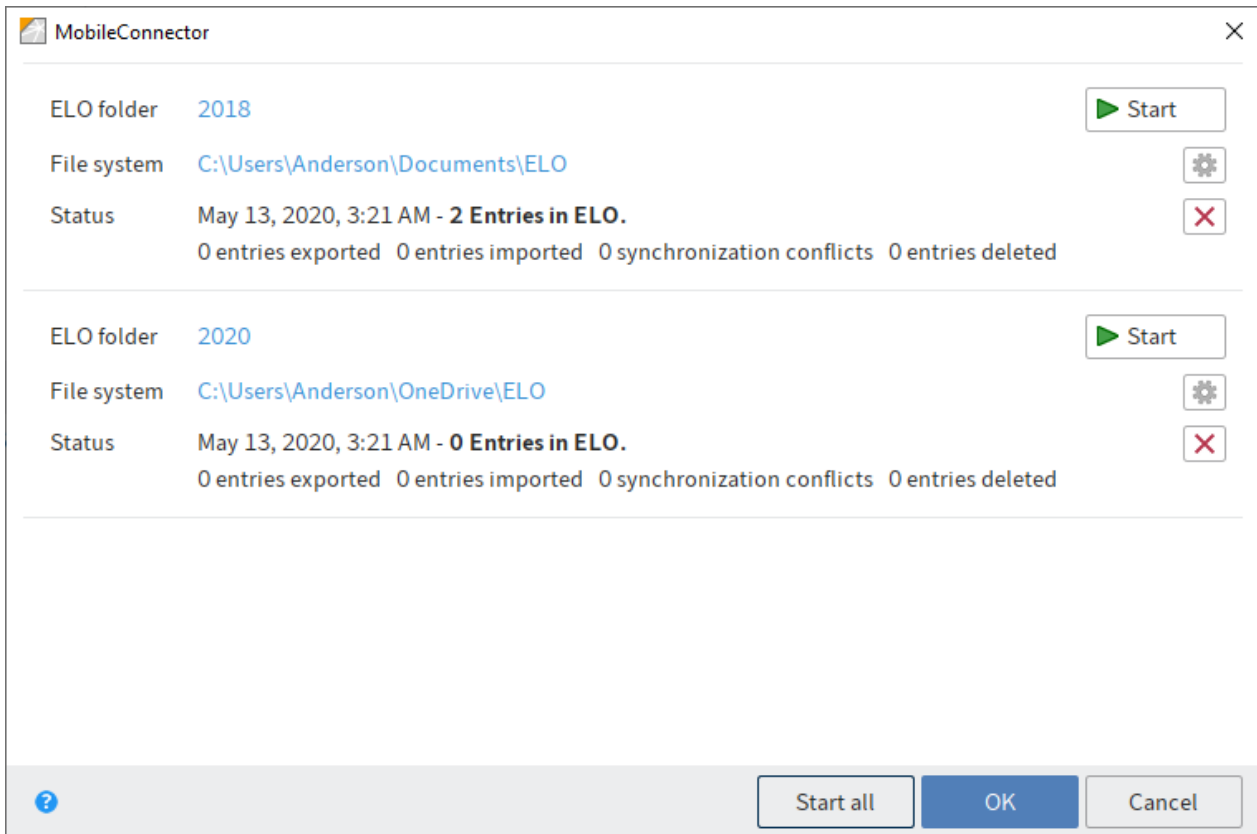 MobileConnector
ELO folder 2018 Start
File system C:\Users\Anderson\Documents\ELO
Status May 13, 2020, 3:21 AM - 2 Entries in ELO.
0 entries exported 0 entries imported 0 synchronization conflicts 0 entries deleted
ELO folder 2020 Start
File system C:\Users\Anderson\OneDrive\ELO
Status May 13, 2020, 3:21 AM - 0 Entries in ELO.
0 entries exported 0 entries imported 0 synchronization conflicts 0 entries deleted
? Start all OK Cancel